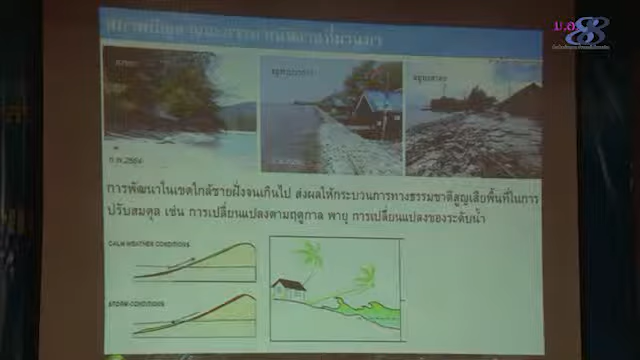 ม.อ.
ก.พ.2564
การพัฒนาในเขตใกล้ชายฝั่งจนเกินไป ส่งผลให้กระบวนการทางธรรมชาติสูญเสียพื้นที่ในการ
ปรับสมดุล เช่น การเปลี่ยนแปลงตามฤดูกาล พายุ การเปลี่ยนแปลงของระดับน้ำ
CALM WEATHER CONDITIONS
STORM CONDITIONS